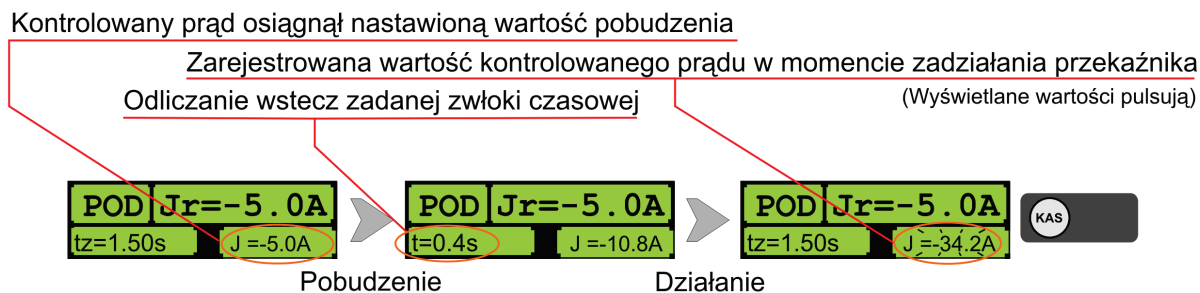 Kontrolowany prąd osiągnął nastawioną wartość pobudzenia
Zarejestrowana wartość kontrolowanego prądu w momencie zadziałania przekaźnika
(Wyświetlane wartości pulsują)
Odliczanie wstecz zadanej zwłoki czasowej
POD Jr=-5.0A
tz=1.50s J =-5.0A
POD Jr=-5.0A
t=0.4s J =-10.8A
POD Jr=-5.0A
tz=1.50s J =-34.2A
KAS
Pobudzenie
Działanie